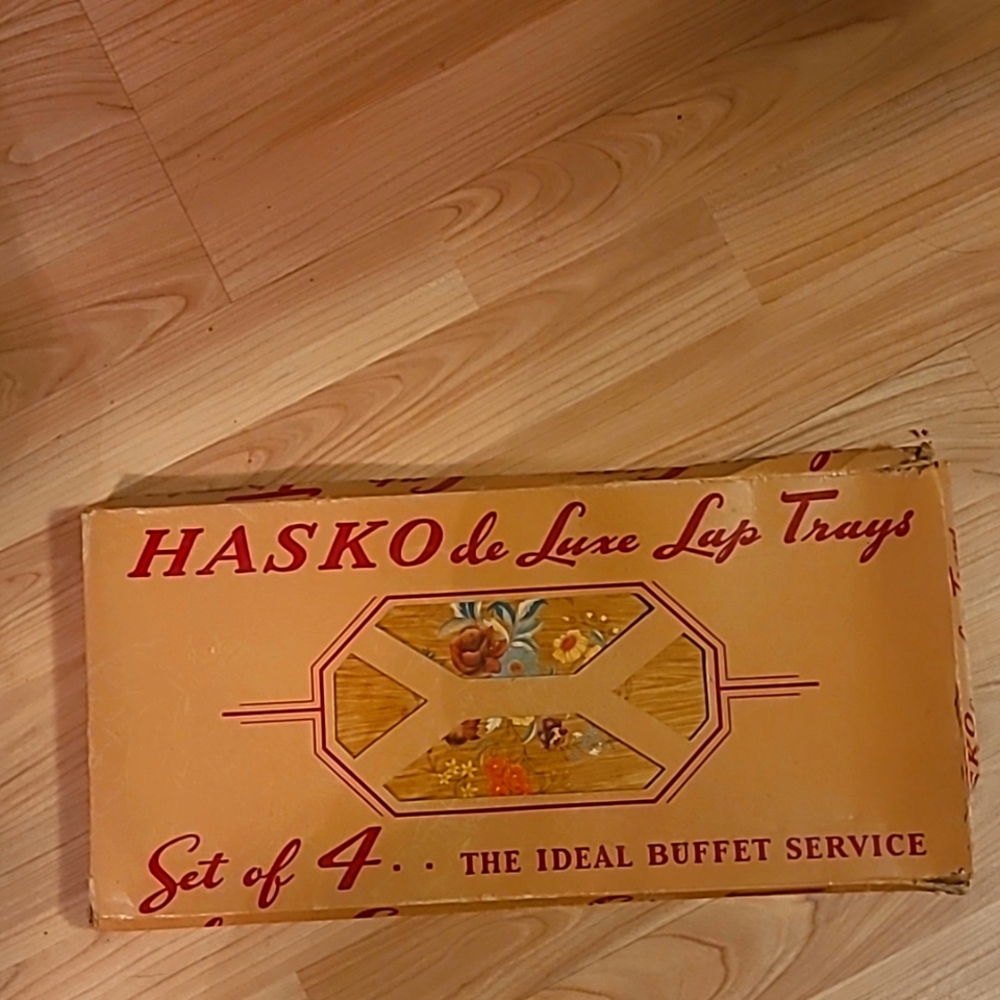 HASKO de Luxe Lap Trays
Set of 4.. THE IDEAL BUFFET SERVICE